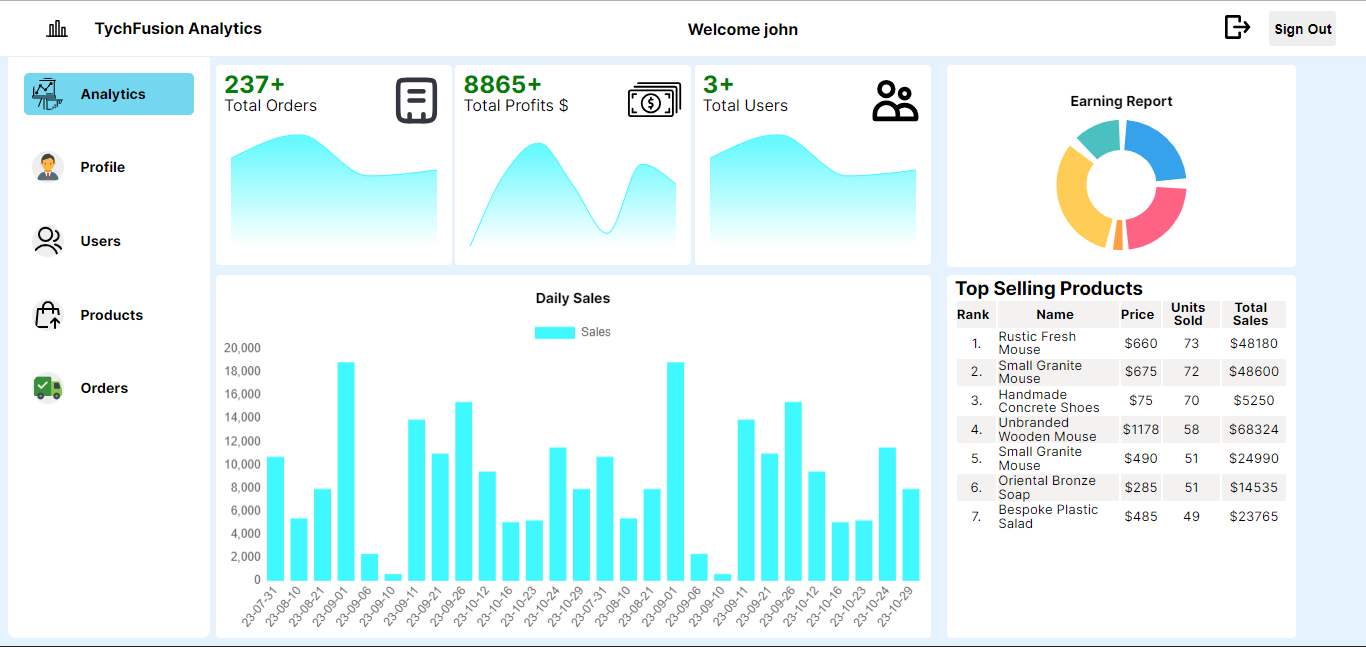 TychFusion Analytics
Welcome john
Sign Out
Analytics
Profile
Users
Products
Orders
237+
Total Orders
8865+
Total Profits $
3+
Total Users
Earning Report
Daily Sales
Sales
20,000
18,000
16,000
14,000
12,000
10,000
8,000
6,000
4,000
2,000
0
23-07-31
23-08-10
23-08-21
23-09-01
23-09-06
23-09-10
23-09-11
23-09-21
23-09-26
23-10-12
23-10-16
23-10-23
23-10-24
23-10-29
23-07-31
23-08-10
23-08-21
23-09-01
23-09-06
23-09-10
23-09-11
23-09-21
23-09-26
23-10-12
23-10-16
23-10-23
23-10-24
23-10-29
Top Selling Products
Rank Name Price Units Sold Total Sales
1. Rustic Fresh Mouse $660 73 $48180
2. Small Granite Mouse $675 72 $48600
3. Handmade Concrete Shoes $75 70 $5250
4. Unbranded Wooden Mouse $1178 58 $68324
5. Small Granite Mouse $490 51 $24990
6. Oriental Bronze Soap $285 51 $14535
7. Bespoke Plastic Salad $485 49 $23765